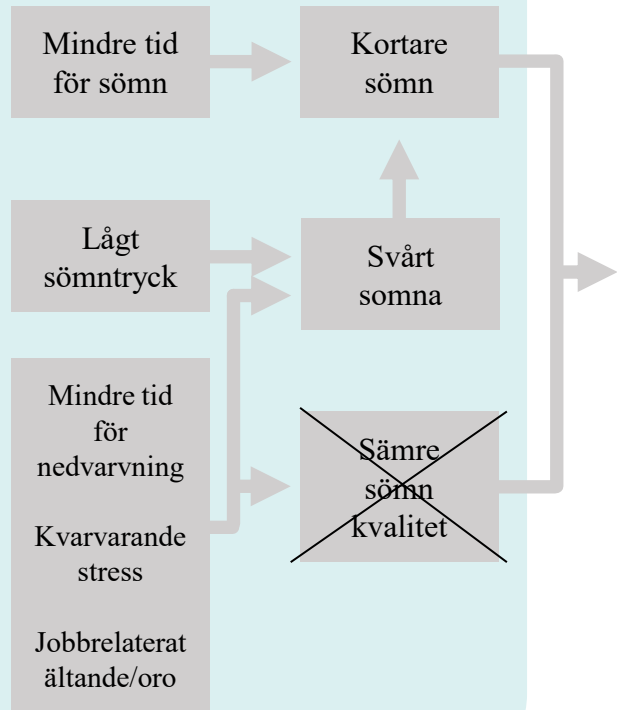 Mindre tid
för sömn
Kortare
sömn
Lågt
sömntryck
Svårt
somna
Mindre tid
för
nedvarvning
Kvarvarande
stress
Jobbrelaterat
ältande/oro
Sämre
sömn
kvalitet